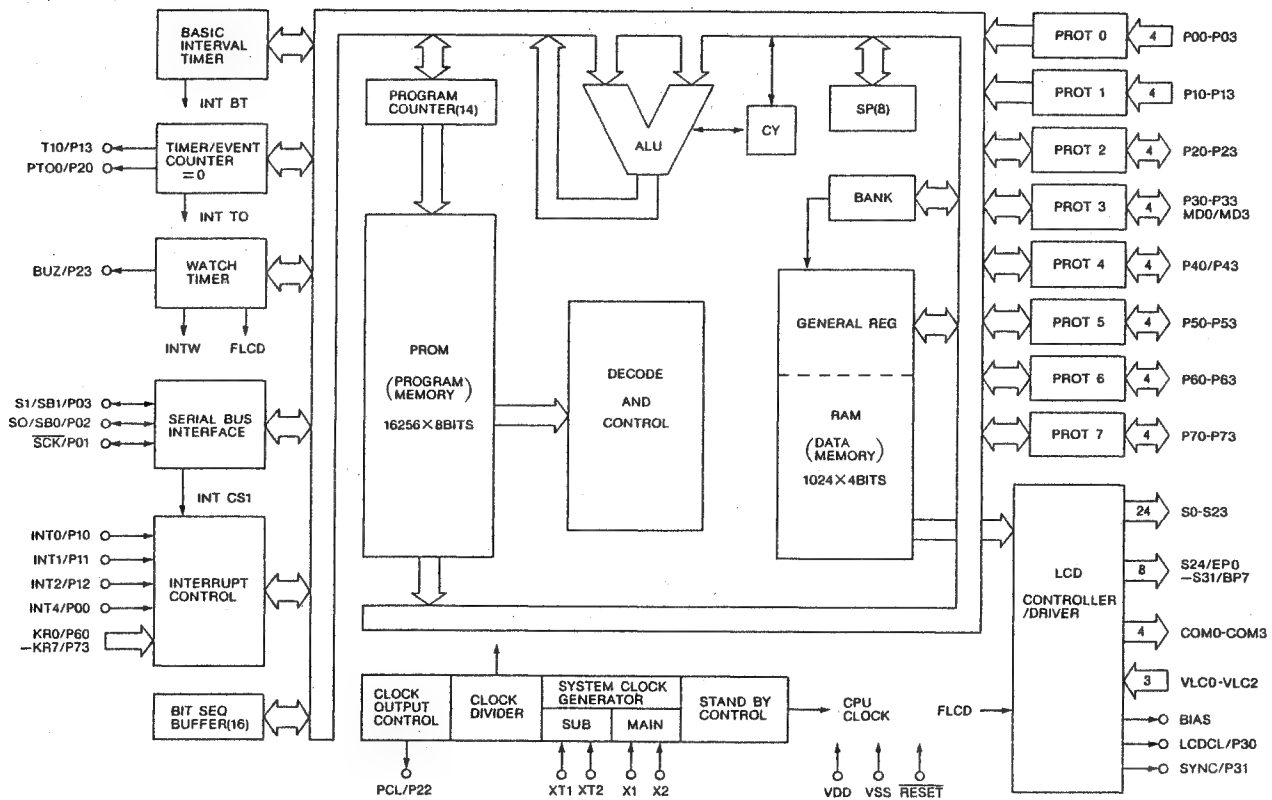 BASIC
INTERVAL
TIMER
INT BT
T10/P13
PTO0/P20
TIMER/EVENT
COUNTER
=0
INT TO
BUZ/P23
WATCH
TIMER
INTW
FLCD
S1/SB1/P03
SO/SB0/P02
SCK/P01
SERIAL BUS
INTERFACE
INT CS1
INT0/P10
INT1/P11
INT2/P12
INT4/P00
KR0/P60
–KR7/P73
INTERRUPT
CONTROL
BIT SEQ
BUFFER(16)
PROGRAM
COUNTER(14)
ALU
CY
SP(8)
BANK
PROM
(PROGRAM
MEMORY)
16256×8BITS
DECODE
AND
CONTROL
GENERAL REG
RAM
(DATA
MEMORY)
1024×4BITS
CLOCK
OUTPUT
CONTROL
CLOCK
DIVIDER
SYSTEM CLOCK
GENERATOR
SUB
MAIN
STAND BY
CONTROL
CPU
CLOCK
PCL/P22
XT1 XT2
X1
X2
VDD
VSS
RESET
PROT 0
4
P00-P03
PROT 1
4
P10-P13
PROT 2
4
P20-P23
PROT 3
4
P30-P33
MD0/MD3
PROT 4
4
P40/P43
PROT 5
4
P50-P53
PROT 6
4
P60-P63
PROT 7
4
P70-P73
LCD
CONTROLLER
/DRIVER
FLCD
24
S0-S23
8
S24/EP0
–S31/BP7
4
COM0-COM3
3
VLC0-VLC2
BIAS
LCDCL/P30
SYNC/P31